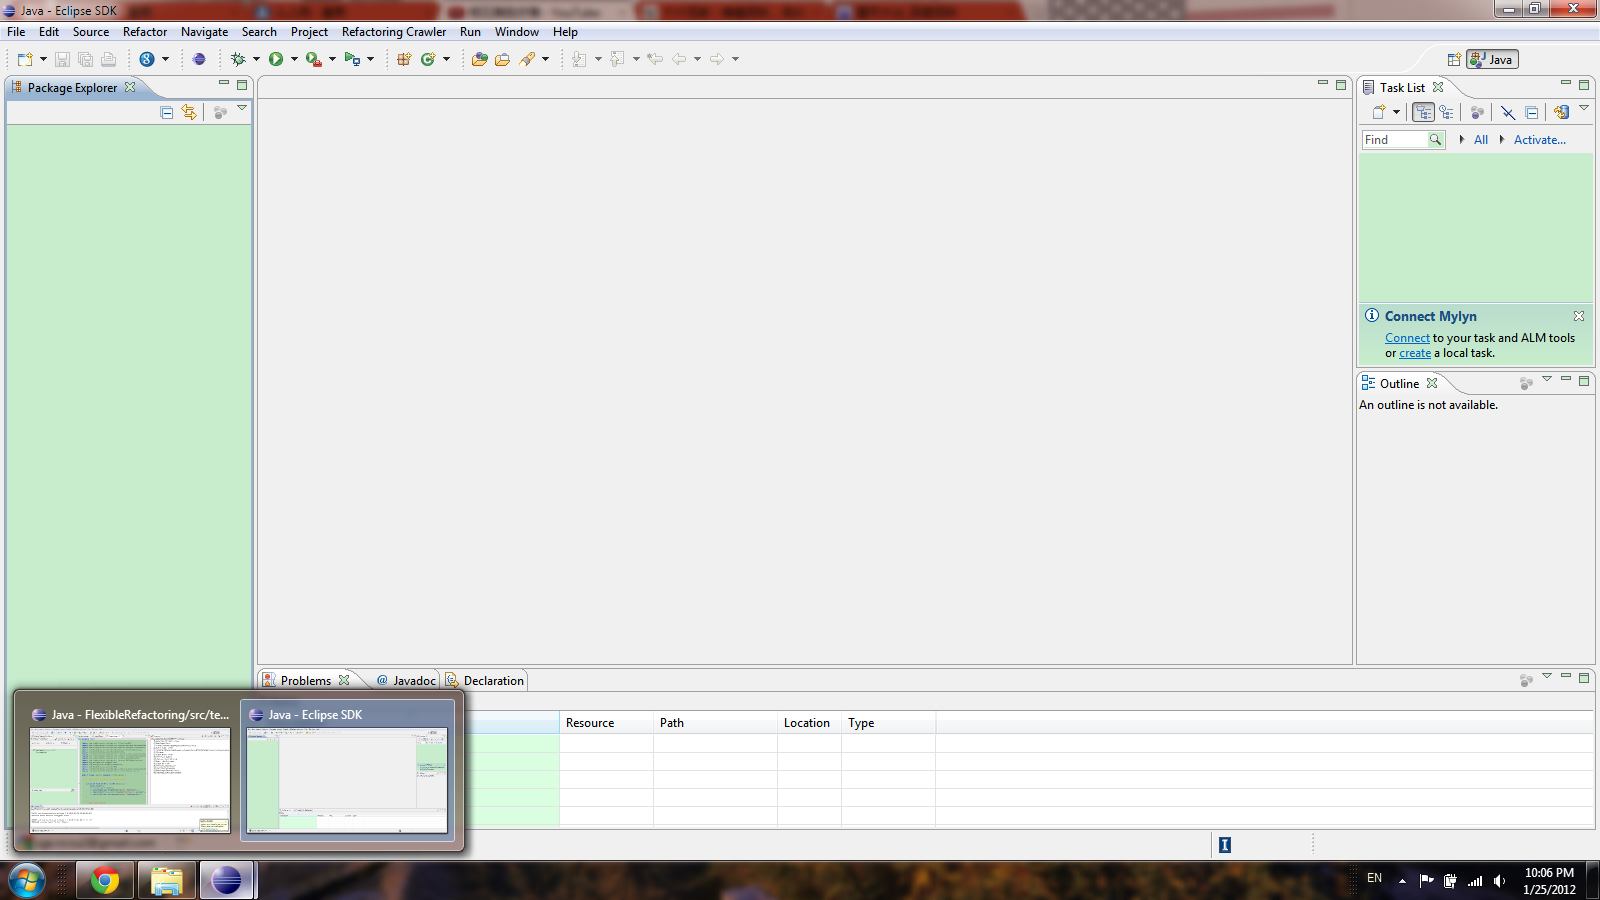 Java - Eclipse SDK
File Edit Source Refactor Navigate Search Project Refactoring Crawler Run Window Help
Java
Package Explorer
Task List
Find All Activate...
Connect Mylyn
Connect to your task and ALM tools
or create a local task.
Outline
An outline is not available.
Problems @ Javadoc Declaration
Resource Path Location Type
Java - FlexibleRefactoring/src/te...
Java - Eclipse SDK
EN
10:06 PM
1/25/2012